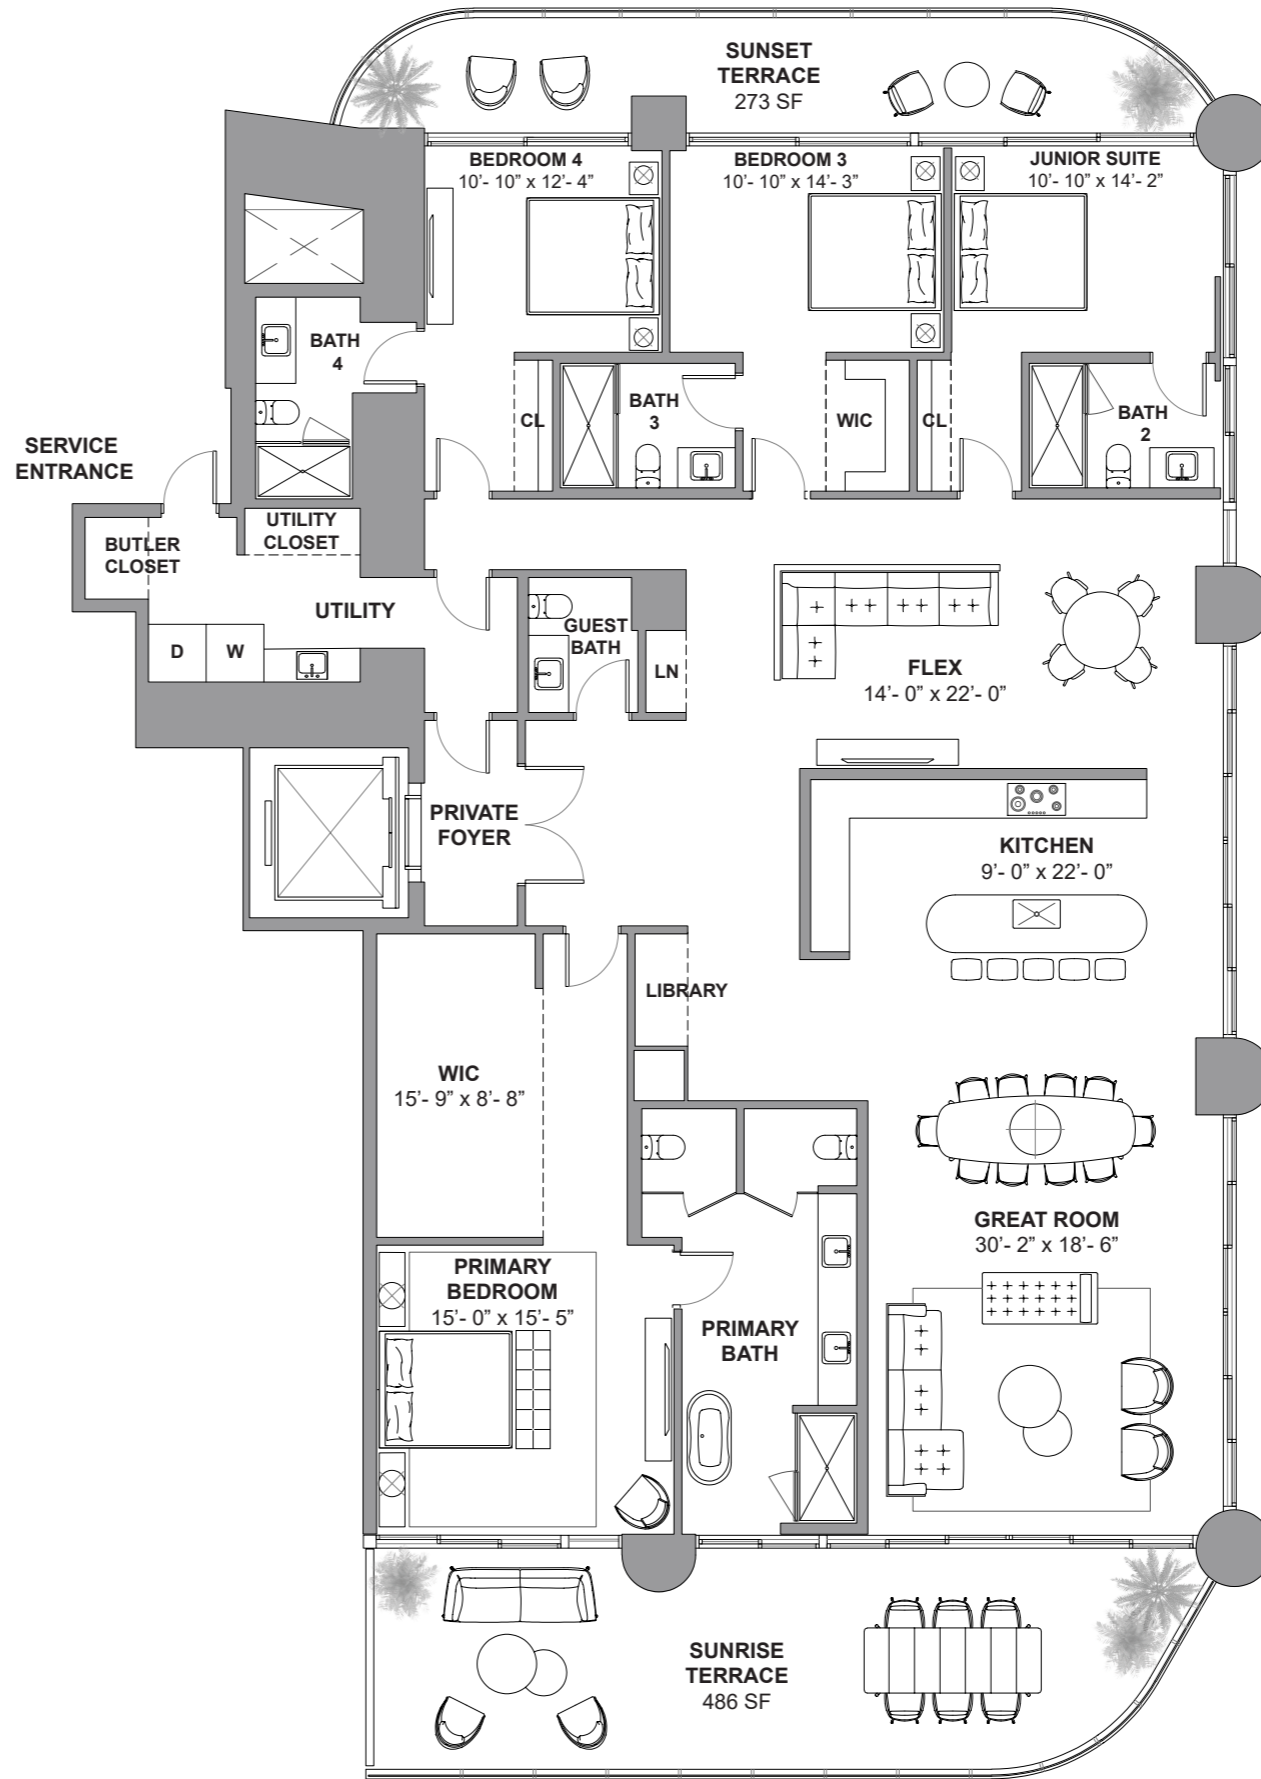 SUNSET
TERRACE
273 SF
BEDROOM 4
10'- 10" x 12'- 4"
BEDROOM 3
10'- 10" x 14'- 3"
JUNIOR SUITE
10'- 10" x 14'- 2"
BATH
4
CL
BATH
3
WIC
CL
BATH
2
SERVICE
ENTRANCE
BUTLER
CLOSET
UTILITY
CLOSET
UTILITY
D
W
GUEST
BATH
LN
FLEX
14'- 0" x 22'- 0"
PRIVATE
FOYER
KITCHEN
9'- 0" x 22'- 0"
LIBRARY
WIC
15'- 9" x 8'- 8"
GREAT ROOM
30'- 2" x 18'- 6"
PRIMARY
BEDROOM
15'- 0" x 15'- 5"
PRIMARY
BATH
SUNRISE
TERRACE
486 SF